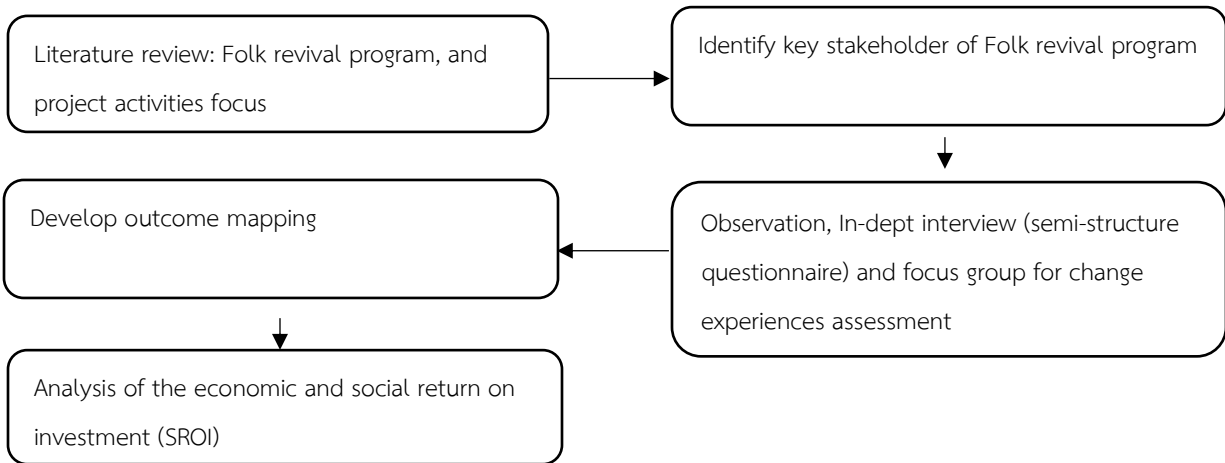 Literature review: Folk revival program, and
project activities focus
Identify key stakeholder of Folk revival program
Observation, In-dept interview (semi-structure
questionnaire) and focus group for change
experiences assessment
Develop outcome mapping
Analysis of the economic and social return on
investment (SROI)